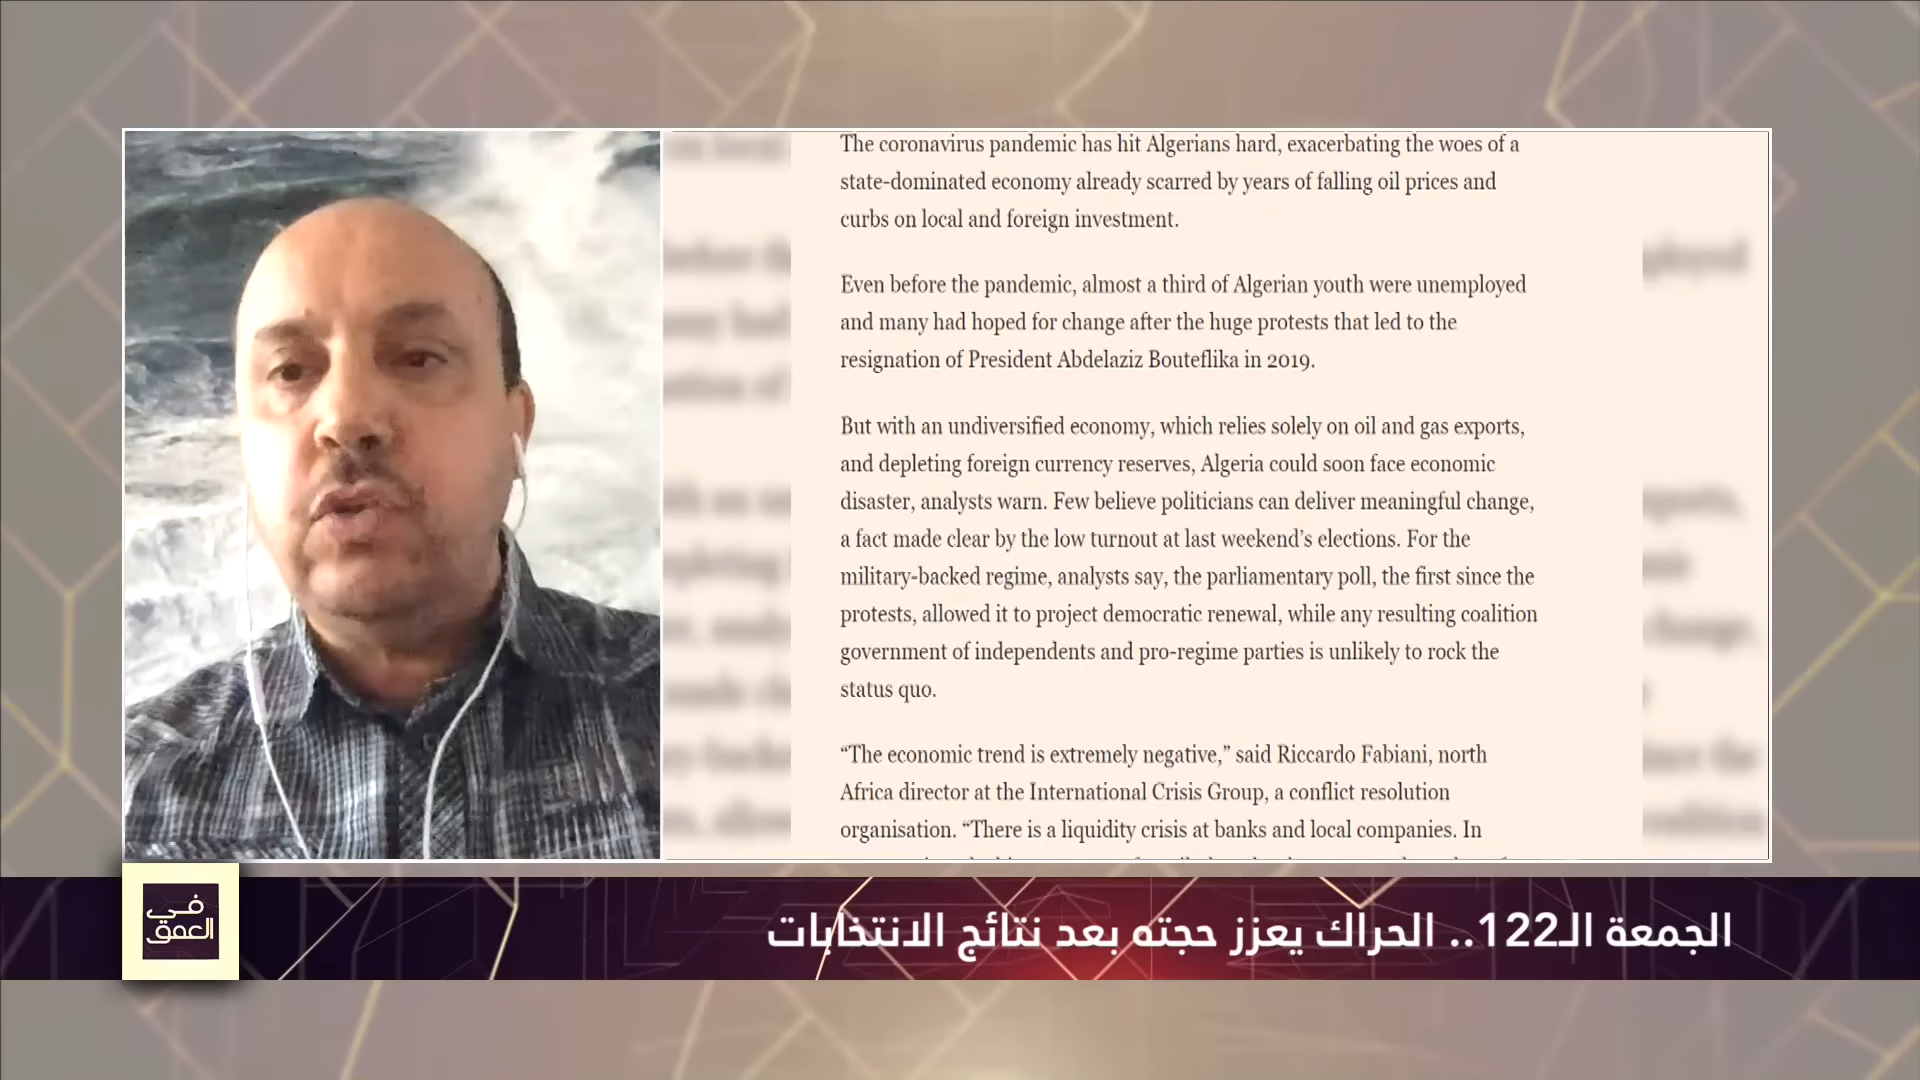 The coronavirus pandemic has hit Algerians hard, exacerbating the woes of a
state-dominated economy already scarred by years of falling oil prices and
curbs on local and foreign investment.
Even before the pandemic, almost a third of Algerian youth were unemployed
and many had hoped for change after the huge protests that led to the
resignation of President Abdelaziz Bouteflika in 2019.
But with an undiversified economy, which relies solely on oil and gas exports,
and depleting foreign currency reserves, Algeria could soon face economic
disaster, analysts warn. Few believe politicians can deliver meaningful change,
a fact made clear by the low turnout at last weekend’s elections. For the
military-backed regime, analysts say, the parliamentary poll, the first since the
protests, allowed it to project democratic renewal, while any resulting coalition
government of independents and pro-regime parties is unlikely to rock the
status quo.
“The economic trend is extremely negative,” said Riccardo Fabiani, north
Africa director at the International Crisis Group, a conflict resolution
organisation. “There is a liquidity crisis at banks and local companies. In
في
العمق
الجمعة الـ122.. الحراك يعزز حجته بعد نتائج الانتخابات